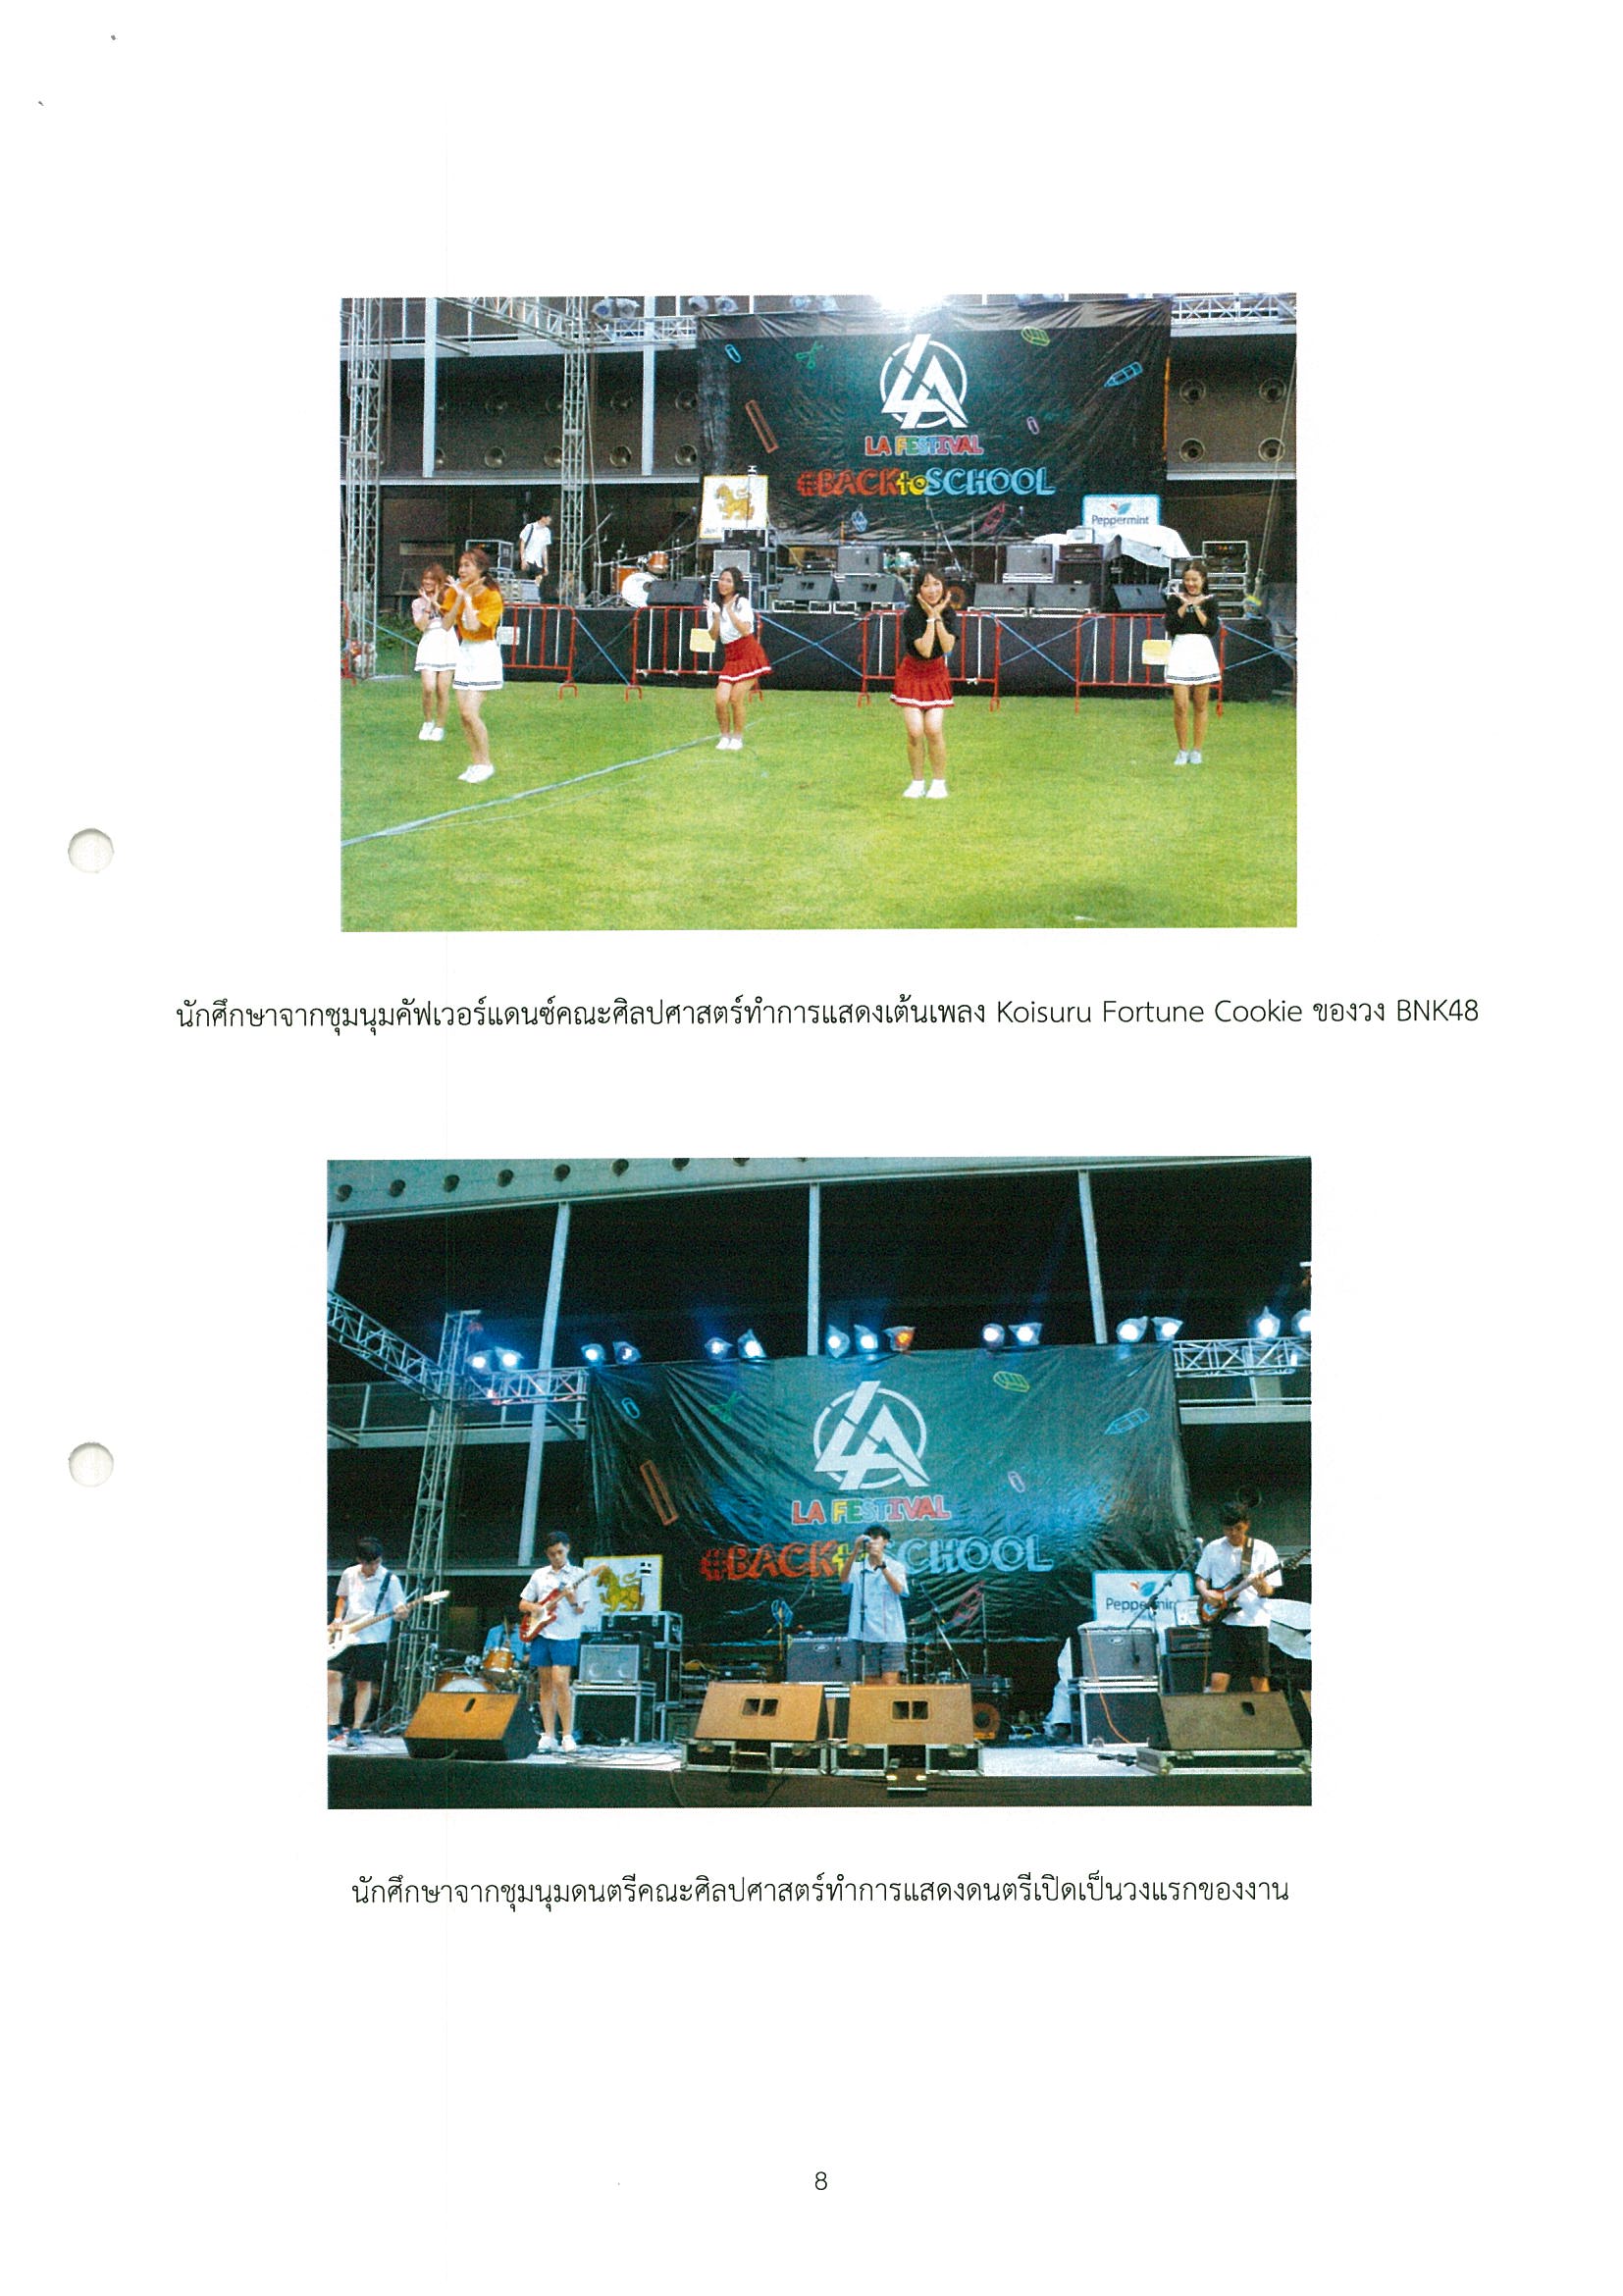 LA
LA FESTIVAL
#BACKtoSCHOOL
Peppermint
นักศึกษาจากชุมนุมคัฟเวอร์แดนซ์คณะศิลปศาสตร์ทำการแสดงเต้นเพลง Koisuru Fortune Cookie ของวง BNK48
LA
LA FESTIVAL
#BACKtoSCHOOL
Peppermint
นักศึกษาจากชุมนุมดนตรีคณะศิลปศาสตร์ทำการแสดงดนตรีเปิดเป็นวงแรกของงาน
8